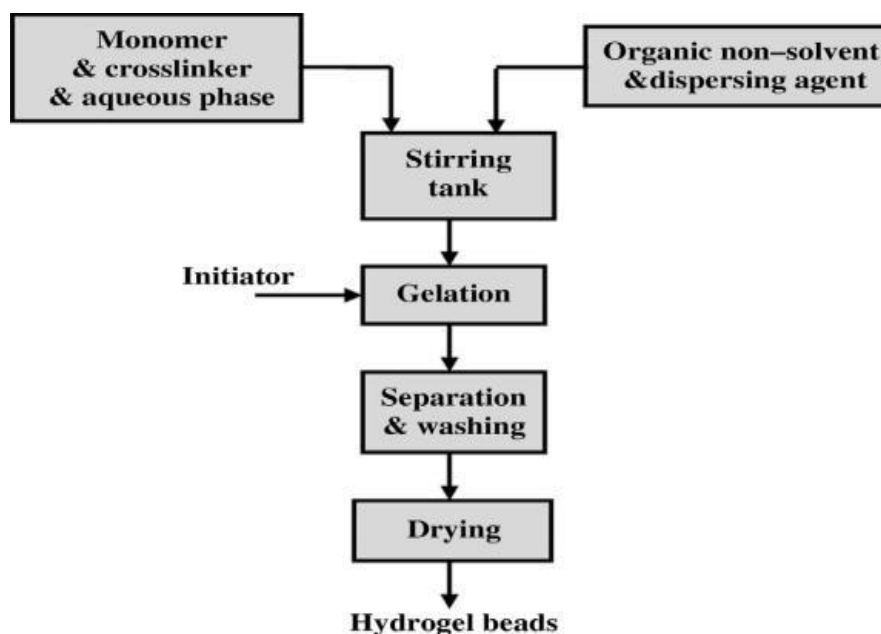 Monomer
& crosslinker
& aqueous phase
Organic non–solvent
&dispersing agent
Stirring
tank
Initiator
Gelation
Separation
& washing
Drying
Hydrogel beads